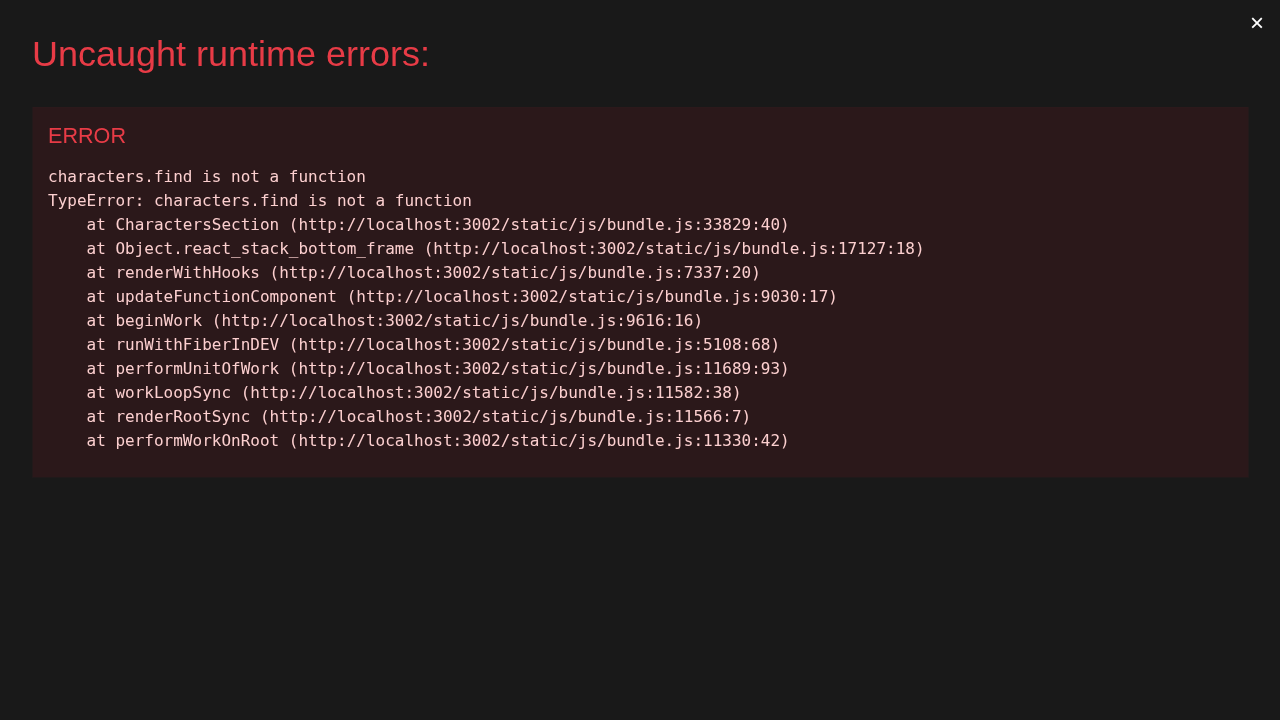 ×
Uncaught runtime errors:
ERROR
characters.find is not a function
TypeError: characters.find is not a function
    at CharactersSection (http://localhost:3002/static/js/bundle.js:33829:40)
    at Object.react_stack_bottom_frame (http://localhost:3002/static/js/bundle.js:17127:18)
    at renderWithHooks (http://localhost:3002/static/js/bundle.js:7337:20)
    at updateFunctionComponent (http://localhost:3002/static/js/bundle.js:9030:17)
    at beginWork (http://localhost:3002/static/js/bundle.js:9616:16)
    at runWithFiberInDEV (http://localhost:3002/static/js/bundle.js:5108:68)
    at performUnitOfWork (http://localhost:3002/static/js/bundle.js:11689:93)
    at workLoopSync (http://localhost:3002/static/js/bundle.js:11582:38)
    at renderRootSync (http://localhost:3002/static/js/bundle.js:11566:7)
    at performWorkOnRoot (http://localhost:3002/static/js/bundle.js:11330:42)